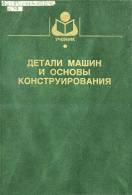 УЧЕБНИК
ДЕТАЛИ МАШИН
И ОСНОВЫ
КОНСТРУИРОВАНИЯ